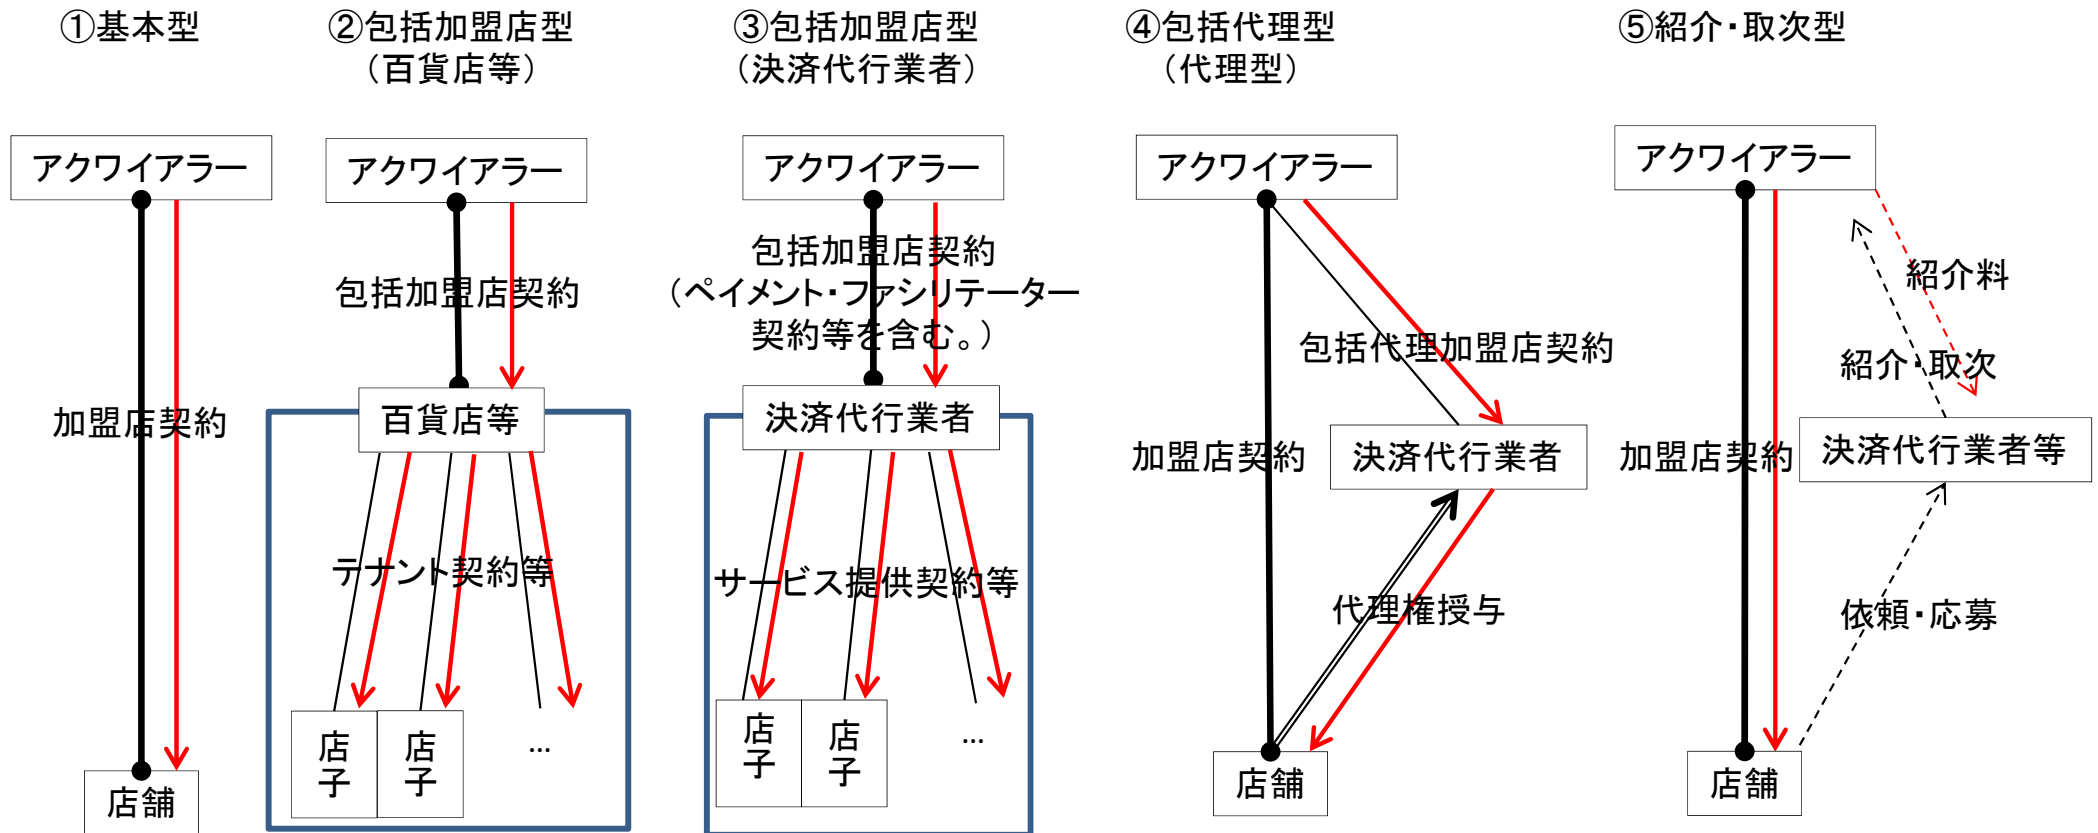 ①基本型
②包括加盟店型
（百貨店等）
③包括加盟店型
（決済代行業者）
④包括代理型
（代理型）
⑤紹介・取次型
アクワイアラー
加盟店契約
店舗
アクワイアラー
包括加盟店契約
百貨店等
テナント契約等
店子
店子
…
アクワイアラー
包括加盟店契約
（ペイメント・ファシリテーター
契約等を含む。）
決済代行業者
サービス提供契約等
店子
店子
…
アクワイアラー
包括代理加盟店契約
加盟店契約
決済代行業者
代理権授与
店舗
アクワイアラー
紹介料
紹介・取次
加盟店契約
決済代行業者等
依頼・応募
店舗